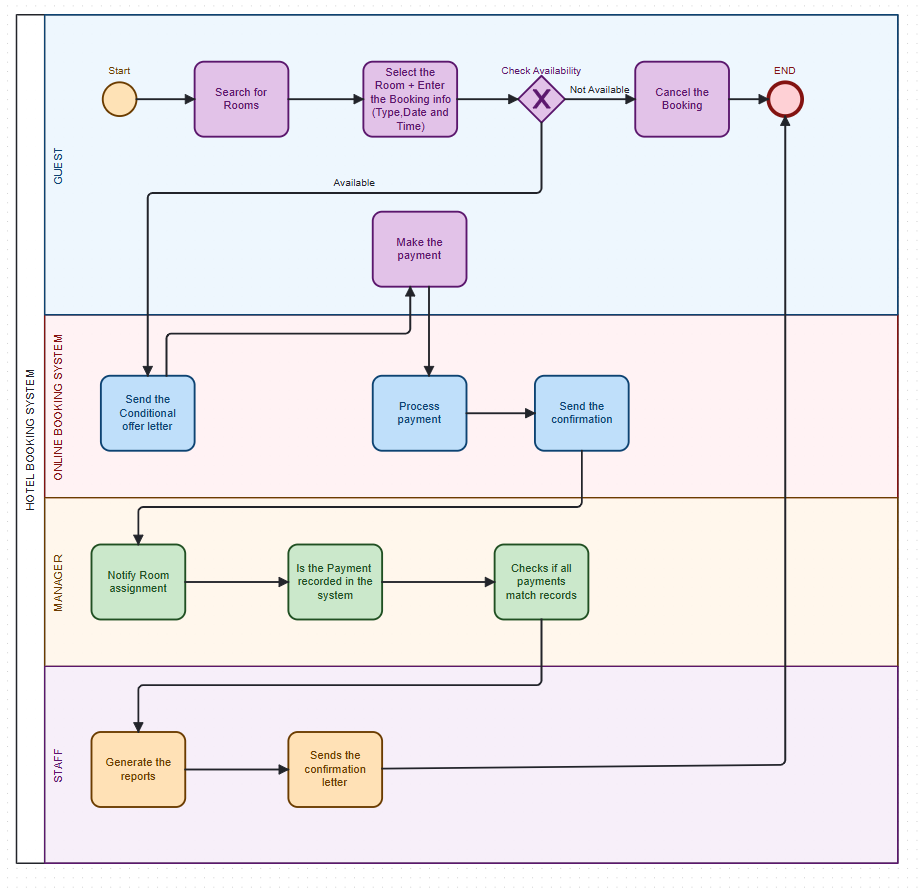 HOTEL BOOKING SYSTEM
GUEST
Start
Search for
Rooms
Select the
Room + Enter
the Booking info
(Type,Date and
Time)
Check Availability
Not Available
Cancel the
Booking
END
Available
Make the
payment
ONLINE BOOKING SYSTEM
Send the
Conditional
offer letter
Process
payment
Send the
confirmation
MANAGER
Notify Room
assignment
Is the Payment
recorded in the
system
Checks if all
payments
match records
STAFF
Generate the
reports
Sends the
confirmation
letter